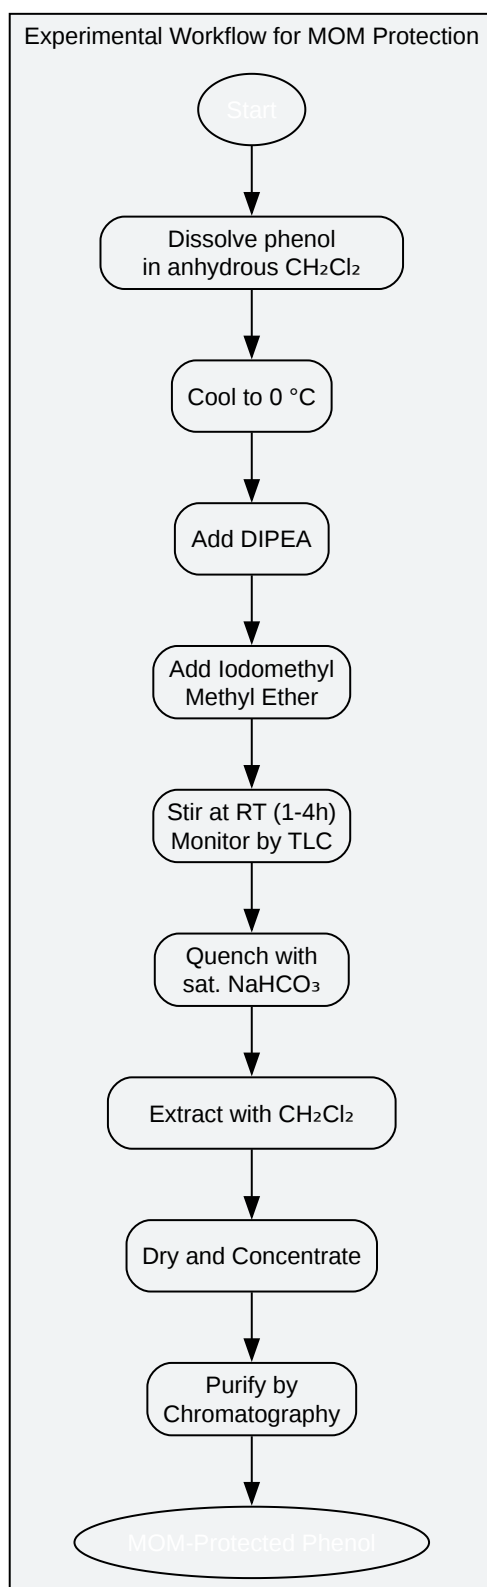 Experimental Workflow for MOM Protection
Start
Dissolve phenol
in anhydrous CH₂Cl₂
Cool to 0 °C
Add DIPEA
Add Iodomethyl
Methyl Ether
Stir at RT (1-4h)
Monitor by TLC
Quench with
sat. NaHCO₃
Extract with CH₂Cl₂
Dry and Concentrate
Purify by
Chromatography
MOM-Protected Phenol